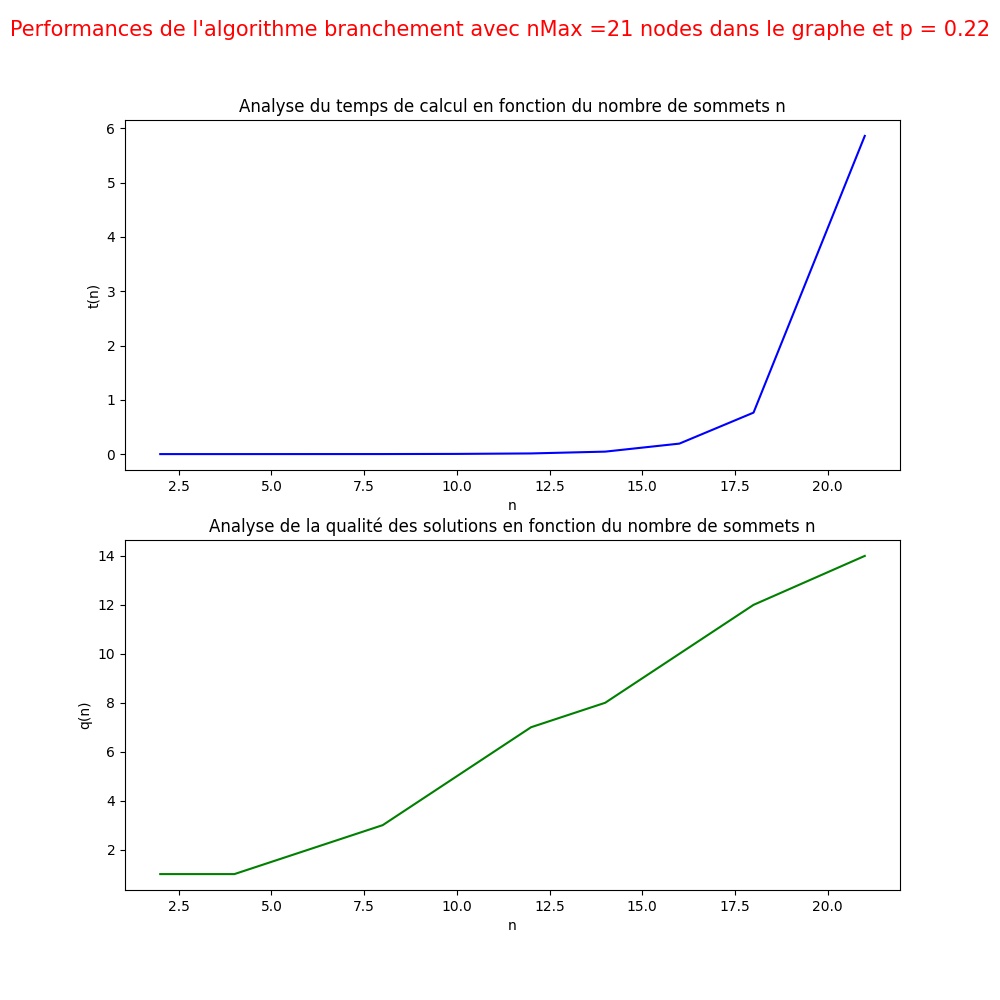 Performances de l'algorithme branchement avec nMax =21 nodes dans le graphe et p = 0.22
Analyse du temps de calcul en fonction du nombre de sommets n
6
5
4
3
2
1
0
t(n)
2.5 5.0 7.5 10.0 12.5 15.0 17.5 20.0
n
Analyse de la qualité des solutions en fonction du nombre de sommets n
14
12
10
8
6
4
2
q(n)
2.5 5.0 7.5 10.0 12.5 15.0 17.5 20.0
n